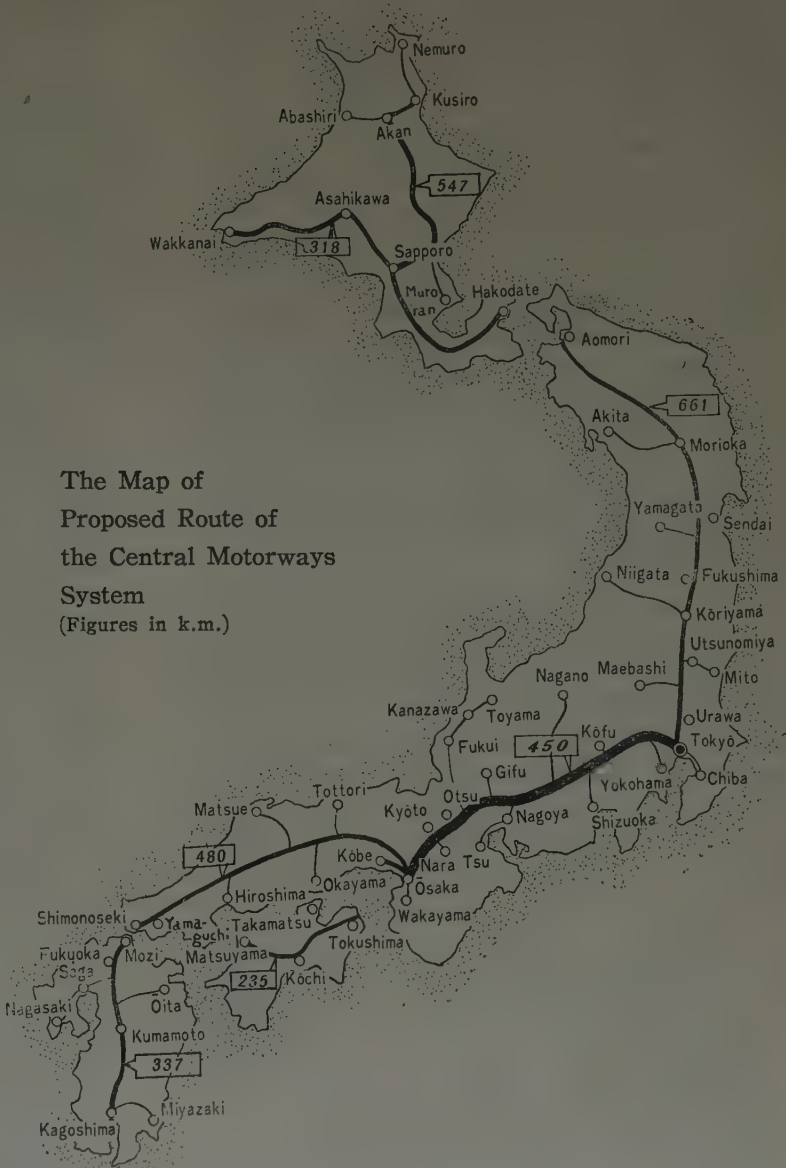 Nemuro
Kusiro
Abashiri
Akan
547
Asahikawa
Wakkanai
318
Sapporo
Muro
ran
Hakodate
Aomori
661
Akita
Morioka
The Map of
Proposed Route of
the Central Motorways
System
(Figures in k.m.)
Yamagata
Sendai
Niigata
Fukushima
Kōriyama
Utsunomiya
Maebashi
Mito
Nagano
Kanazawa
Toyama
Urawa
Fukui
450
Kōfu
Tokyō
Gifu
Yokohama
Chiba
Tottori
Otsu
Matsue
Kyōto
Nagoya
Shizuoka
480
Kōbe
Nara
Tsu
Hiroshima
Okayama
Ōsaka
Wakayama
Shimonoseki
Yama-
guchi
Takamatsu
Tokushima
Fukuoka
Mozi
Matsuyama
Saga
235
Kōchi
Nagasaki
Ōita
Kumamoto
337
Kagoshima
Miyazaki